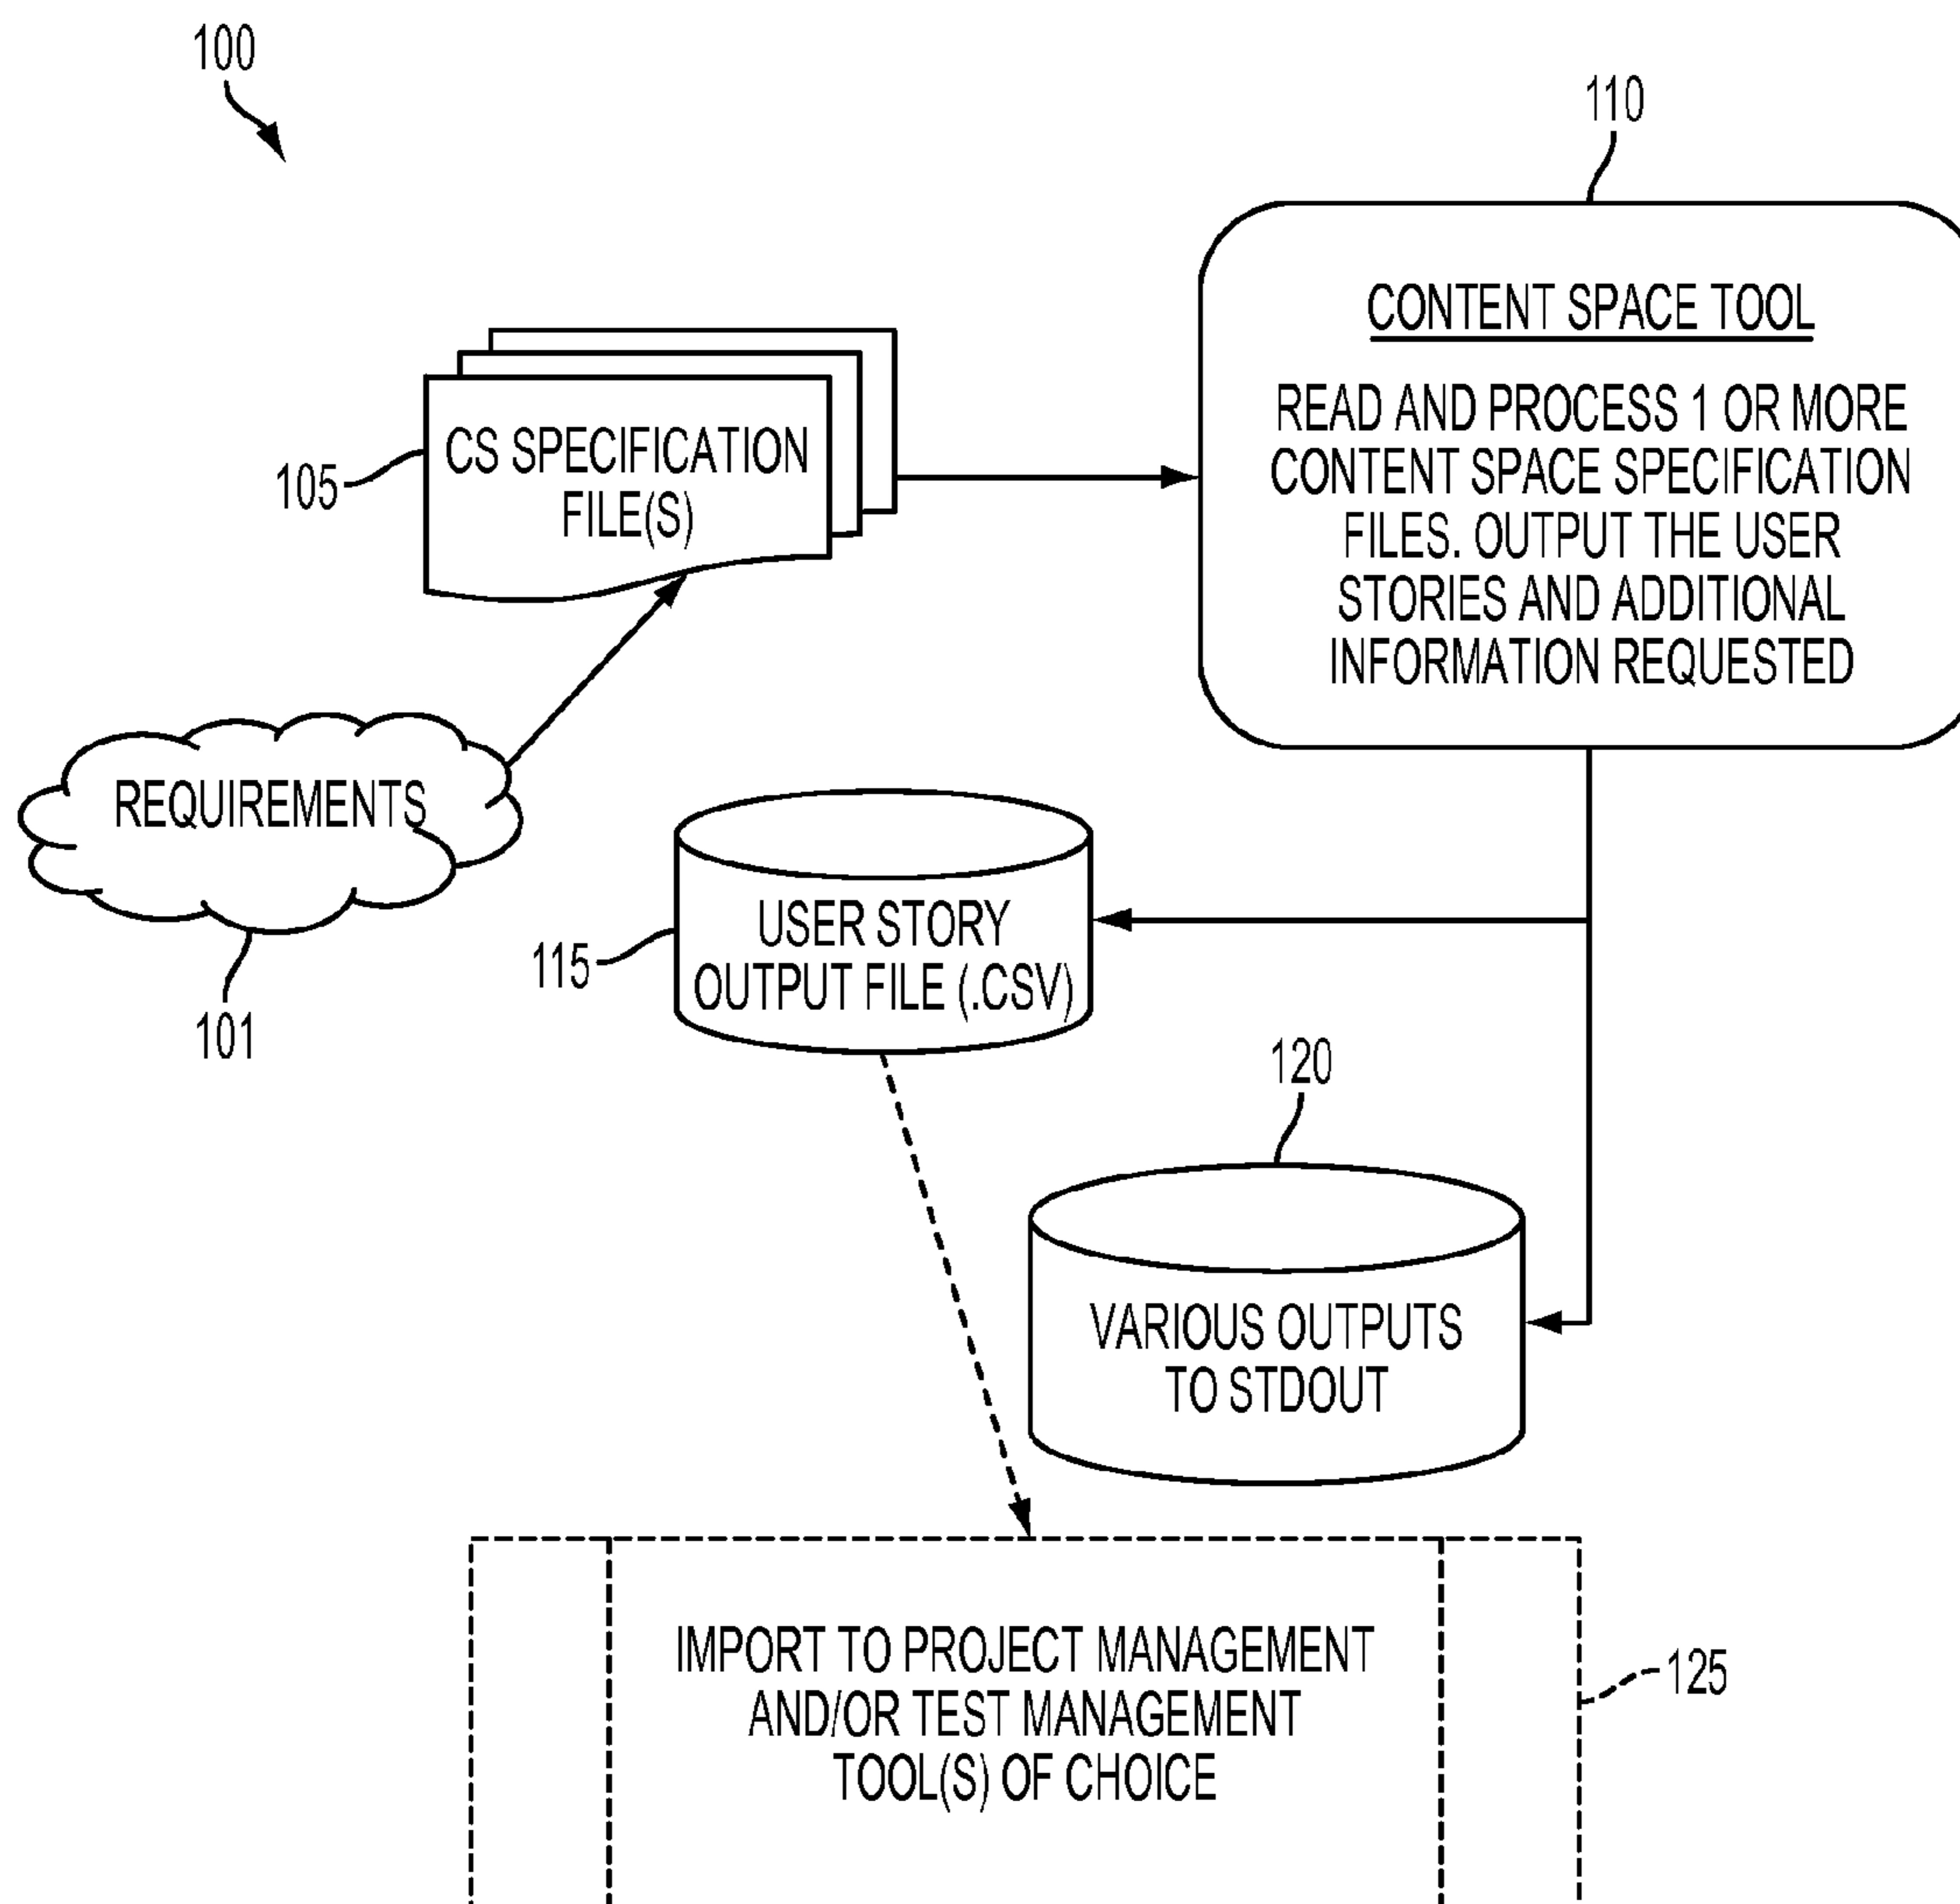 100
110
CONTENT SPACE TOOL
READ AND PROCESS 1 OR MORE
CONTENT SPACE SPECIFICATION
FILES. OUTPUT THE USER
STORIES AND ADDITIONAL
INFORMATION REQUESTED
105
CS SPECIFICATION
FILE(S)
REQUIREMENTS
101
115
USER STORY
OUTPUT FILE (.CSV)
120
VARIOUS OUTPUTS
TO STDOUT
IMPORT TO PROJECT MANAGEMENT
AND/OR TEST MANAGEMENT
TOOL(S) OF CHOICE
125